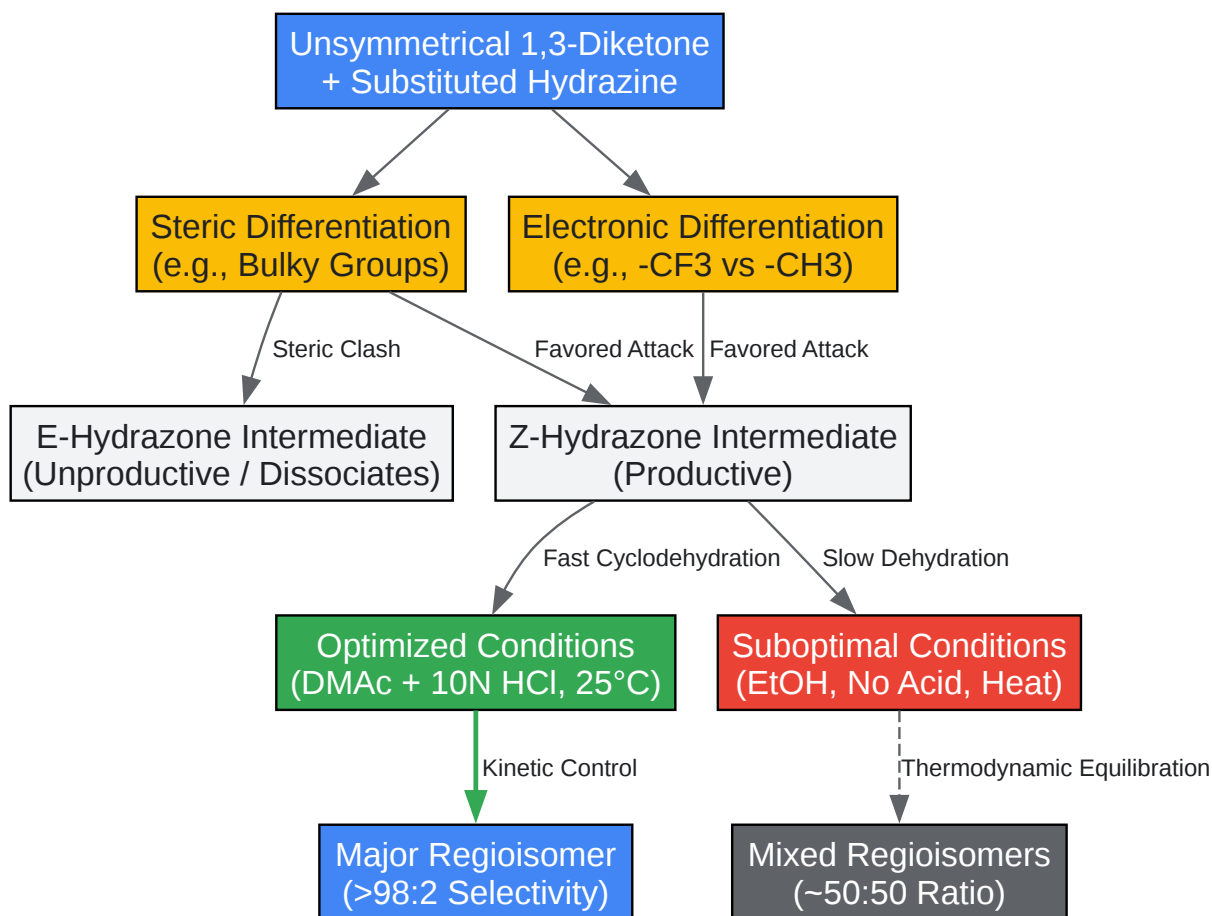 Unsymmetrical 1,3-Diketone
+ Substituted Hydrazine
Steric Differentiation
(e.g., Bulky Groups)
Electronic Differentiation
(e.g., -CF3 vs -CH3)
Steric Clash
Favored Attack
Favored Attack
E-Hydrazone Intermediate
(Unproductive / Dissociates)
Z-Hydrazone Intermediate
(Productive)
Fast Cyclodehydration
Slow Dehydration
Optimized Conditions
(DMAc + 10N HCl, 25°C)
Suboptimal Conditions
(EtOH, No Acid, Heat)
Kinetic Control
Thermodynamic Equilibration
Major Regioisomer
(>98:2 Selectivity)
Mixed Regioisomers
(~50:50 Ratio)